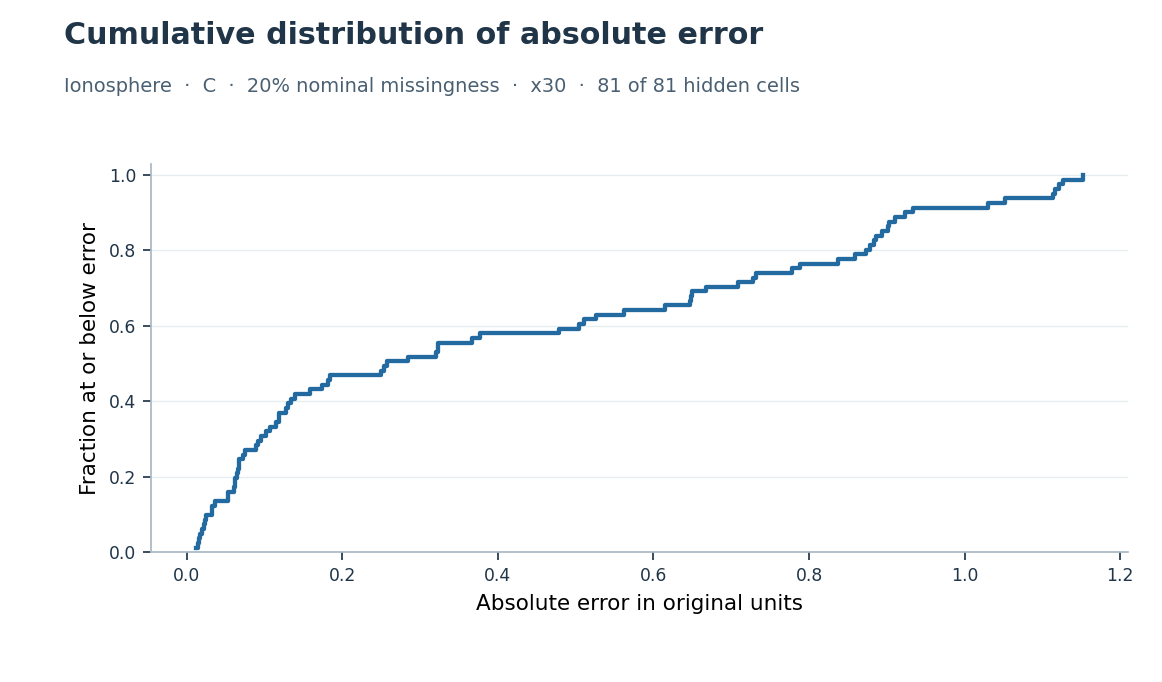 Cumulative distribution of absolute error
Ionosphere · C · 20% nominal missingness · x30 · 81 of 81 hidden cells
Fraction at or below error
1.0
0.8
0.6
0.4
0.2
0.0
0.0 0.2 0.4 0.6 0.8 1.0 1.2
Absolute error in original units